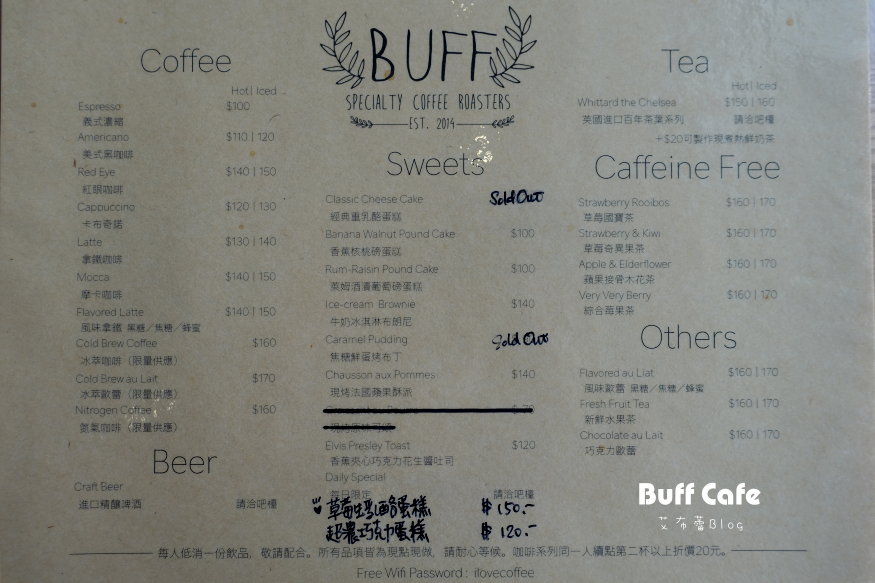 BUFF
SPECIALTY COFFEE ROASTERS
EST. 2014
Coffee
Hot | Iced
Espresso $100
義式濃縮
Americano $110 | 120
美式黑咖啡
Red Eye $140 | 150
紅眼咖啡
Cappuccino $120 | 130
卡布奇諾
Latte $130 | 140
拿鐵咖啡
Mocca $140 | 150
摩卡咖啡
Flavored Latte $140 | 150
風味拿鐵 黑糖／焦糖／蜂蜜
Cold Brew Coffee $160
冰萃咖啡（限量供應）
Cold Brew au Lait $170
冰萃歐蕾（限量供應）
Nitrogen Coffee $160
氮氣咖啡（限量供應）
Beer
Craft Beer
進口精釀啤酒 請洽吧檯
Sweets
Classic Cheese Cake Sold Out
經典重乳酪蛋糕
Banana Walnut Pound Cake $100
香蕉核桃磅蛋糕
Rum-Raisin Pound Cake $100
萊姆酒漬葡萄磅蛋糕
Ice-cream Brownie $140
牛奶冰淇淋布朗尼
Caramel Pudding Sold Out
焦糖鮮蛋烤布丁
Chausson aux Pommes $140
現烤法國蘋果酥派
Elvis Presley Toast $120
香蕉夾心巧克力花生醬吐司
Daily Special
每日限定 請洽吧檯
草莓生乳酪蛋糕 $150.-
超濃巧克力蛋糕 $120.-
Tea
Hot | Iced
Whittard the Chelsea $150 | 160
英國進口百年茶葉系列 請洽吧檯
＋$20可製作現煮熱鮮奶茶
Caffeine Free
Strawberry Rooibos $160 | 170
草莓國寶茶
Strawberry & Kiwi $160 | 170
草莓奇異果茶
Apple & Elderflower $160 | 170
蘋果接骨木花茶
Very Very Berry $160 | 170
綜合莓果茶
Others
Flavored au Liat $160 | 170
風味歐蕾 黑糖／焦糖／蜂蜜
Fresh Fruit Tea $160 | 170
新鮮水果茶
Chocolate au Lait $160 | 170
巧克力歐蕾
Buff Cafe
艾布蕾Blog
每人低消一份飲品，敬請配合。所有品項皆為現點現做，請耐心等候。咖啡系列同一人續點第二杯以上折價20元。
Free Wifi Password : ilovecoffee